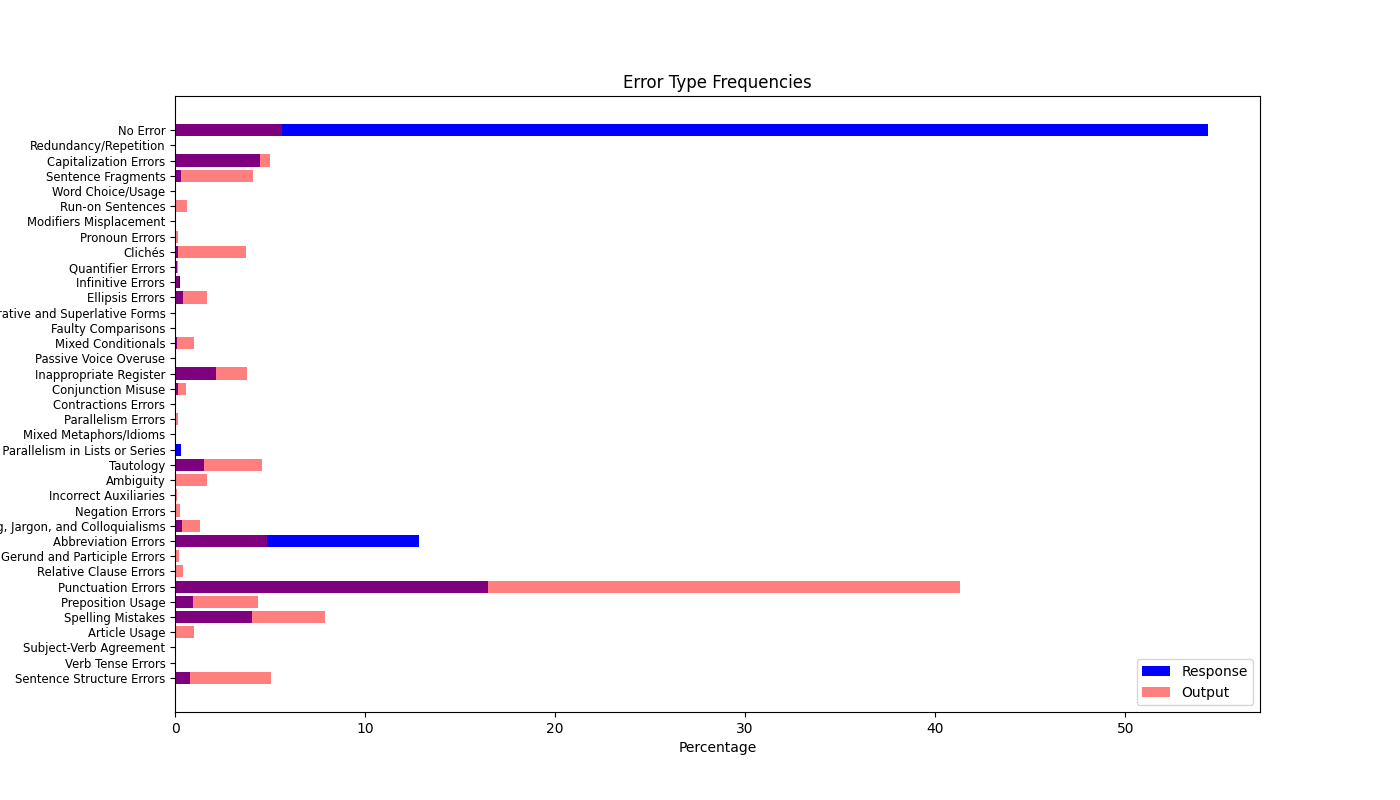 Error Type Frequencies
No Error
Redundancy/Repetition
Capitalization Errors
Sentence Fragments
Word Choice/Usage
Run-on Sentences
Modifiers Misplacement
Pronoun Errors
Clichés
Quantifier Errors
Infinitive Errors
Ellipsis Errors
rative and Superlative Forms
Faulty Comparisons
Mixed Conditionals
Passive Voice Overuse
Inappropriate Register
Conjunction Misuse
Contractions Errors
Parallelism Errors
Mixed Metaphors/Idioms
Parallelism in Lists or Series
Tautology
Ambiguity
Incorrect Auxiliaries
Negation Errors
g, Jargon, and Colloquialisms
Abbreviation Errors
Gerund and Participle Errors
Relative Clause Errors
Punctuation Errors
Preposition Usage
Spelling Mistakes
Article Usage
Subject-Verb Agreement
Verb Tense Errors
Sentence Structure Errors
Response
Output
0 10 20 30 40 50
Percentage